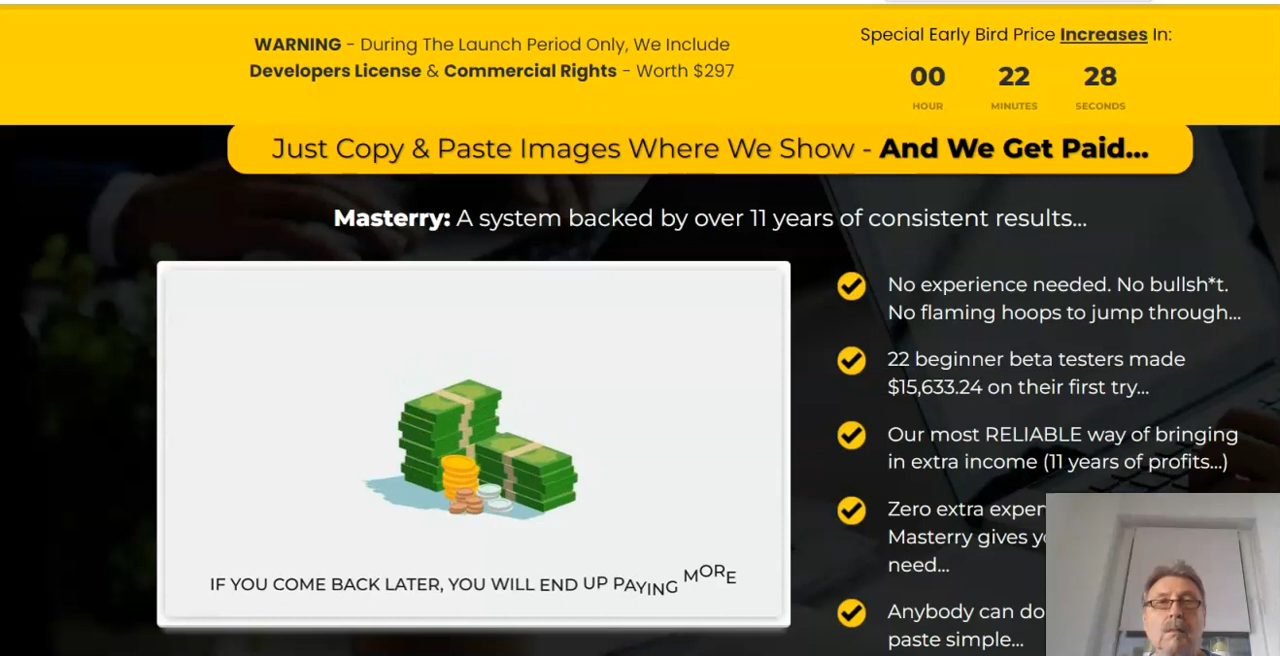 WARNING - During The Launch Period Only, We Include
Developers License & Commercial Rights - Worth $297
Special Early Bird Price Increases In:
00 22 28
HOUR MINUTES SECONDS
Just Copy & Paste Images Where We Show - And We Get Paid...
Masterry: A system backed by over 11 years of consistent results...
IF YOU COME BACK LATER, YOU WILL END UP PAYING MORE
No experience needed. No bullsh*t.
No flaming hoops to jump through...
22 beginner beta testers made
$15,633.24 on their first try...
Our most RELIABLE way of bringing
in extra income (11 years of profits...)
Zero extra
Masterry gives
need...
Anybody can do
paste simple...